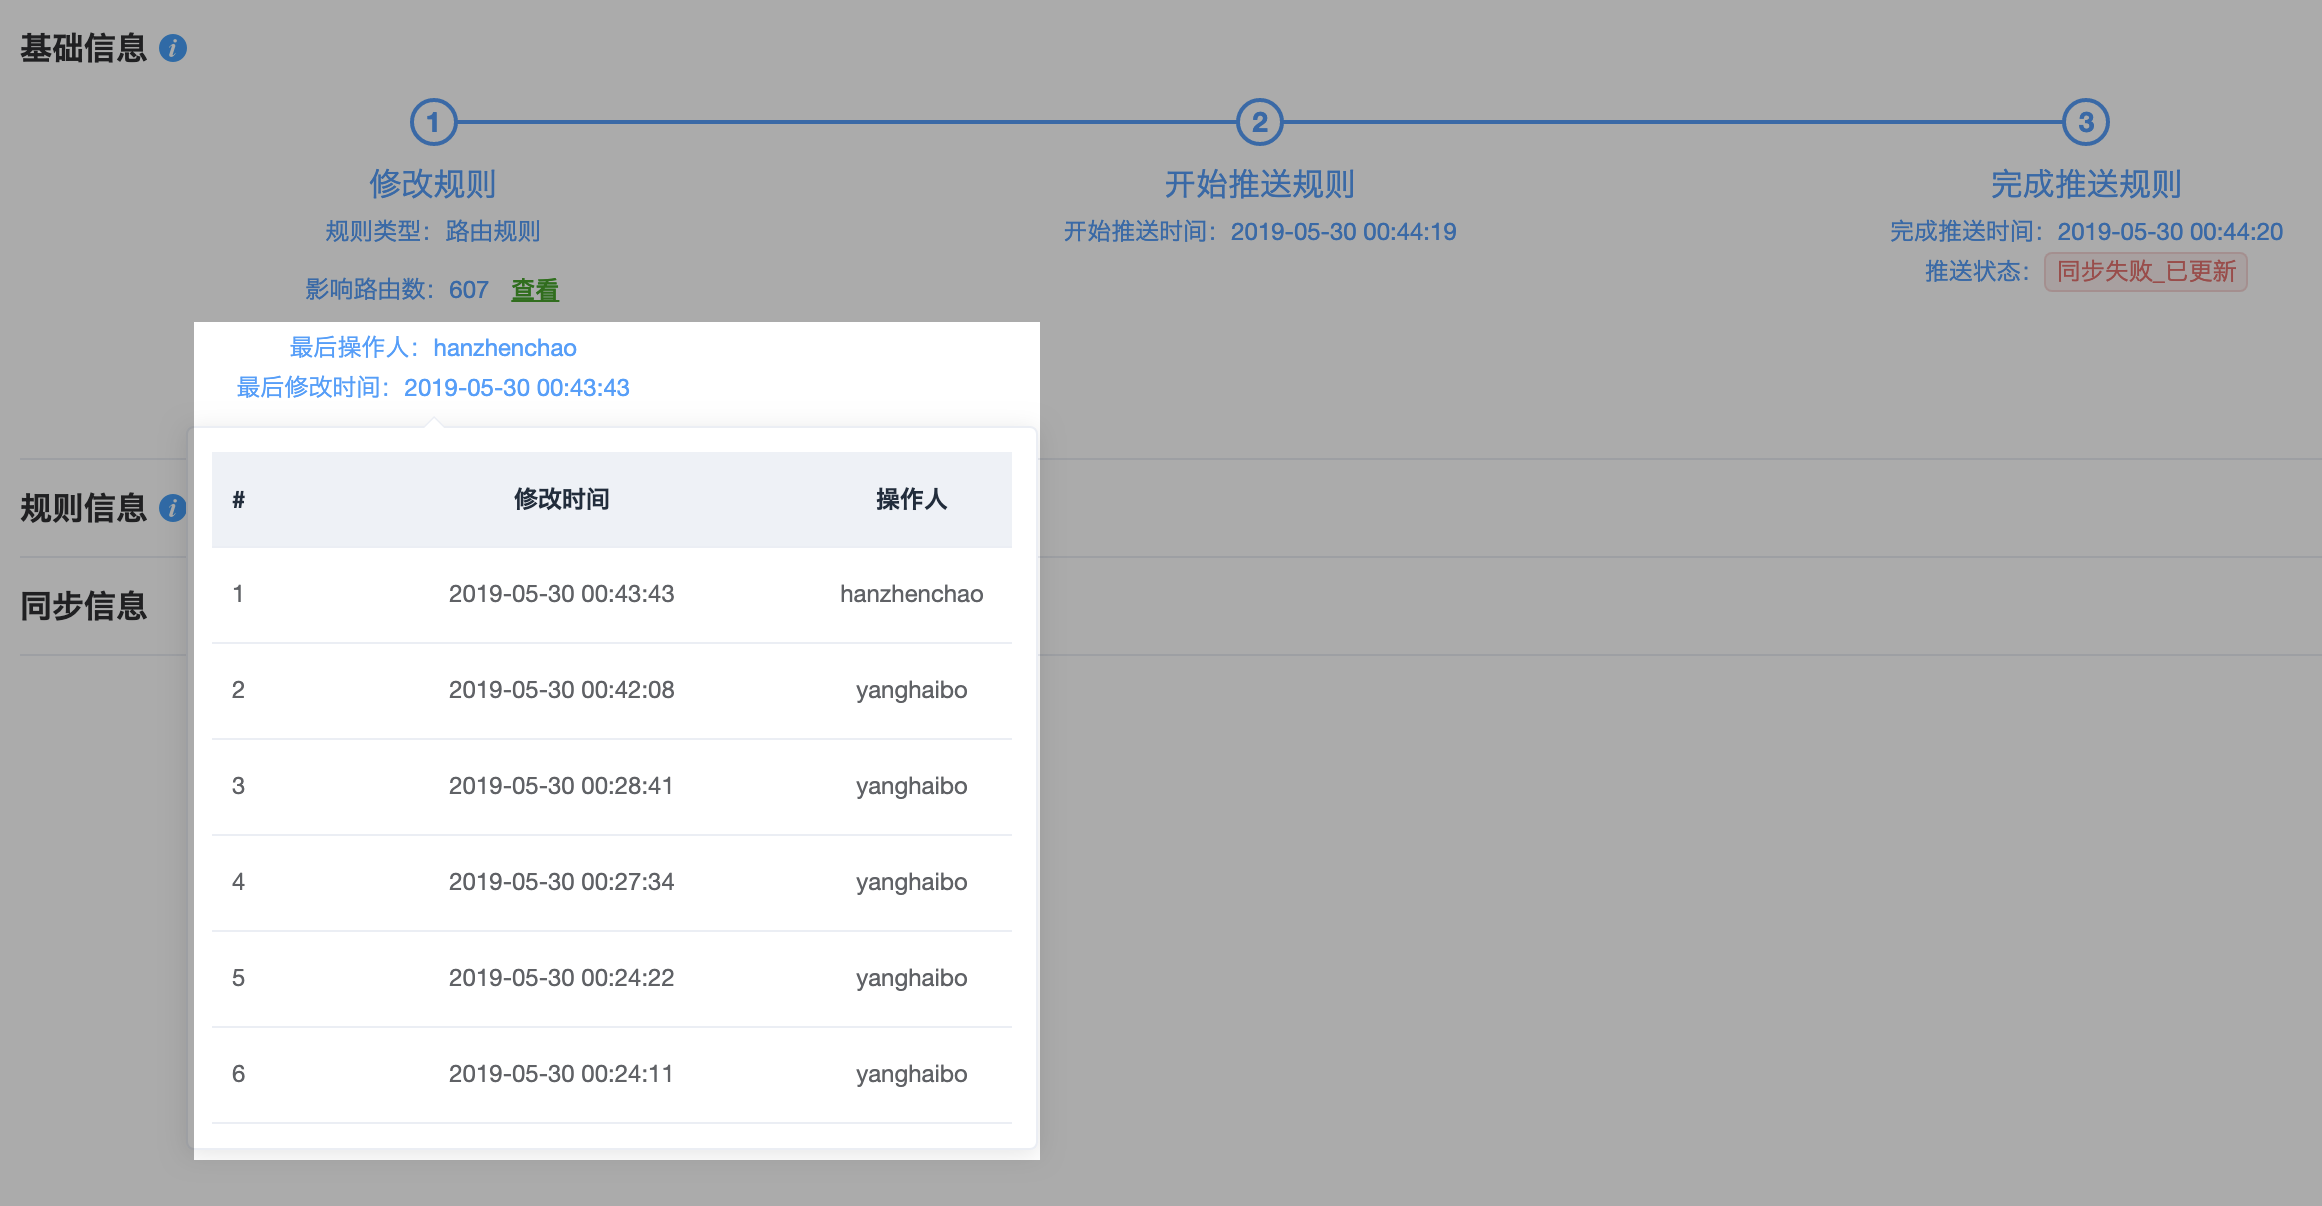 基础信息 i
1 2 3
修改规则 开始推送规则 完成推送规则
规则类型：路由规则 开始推送时间：2019-05-30 00:44:19 完成推送时间：2019-05-30 00:44:20
推送状态：同步失败_已更新
影响路由数：607 查看
最后操作人：hanzhenchao
最后修改时间：2019-05-30 00:43:43
# 修改时间 操作人
规则信息 i
1 2019-05-30 00:43:43 hanzhenchao
同步信息
2 2019-05-30 00:42:08 yanghaibo
3 2019-05-30 00:28:41 yanghaibo
4 2019-05-30 00:27:34 yanghaibo
5 2019-05-30 00:24:22 yanghaibo
6 2019-05-30 00:24:11 yanghaibo